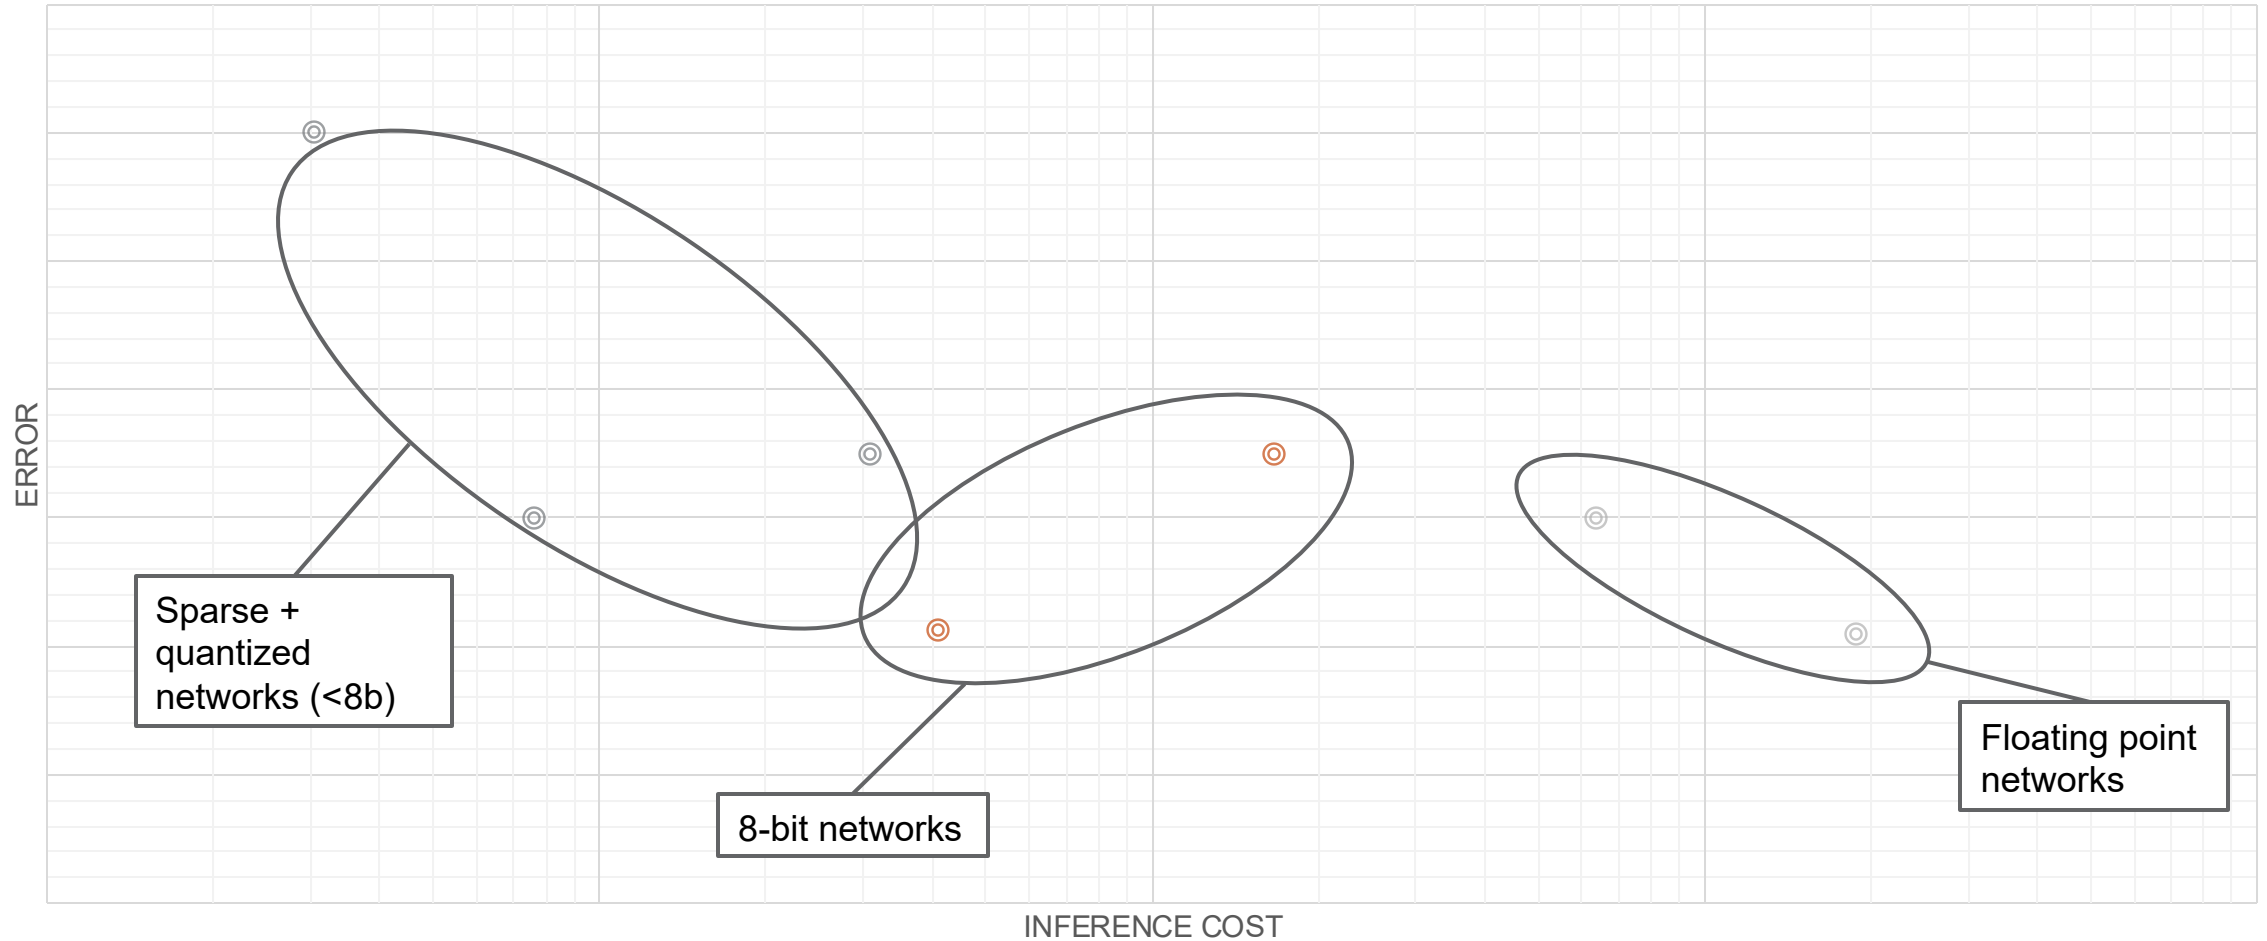 ERROR
Sparse +
quantized
networks (<8b)
8-bit networks
Floating point
networks
INFERENCE COST